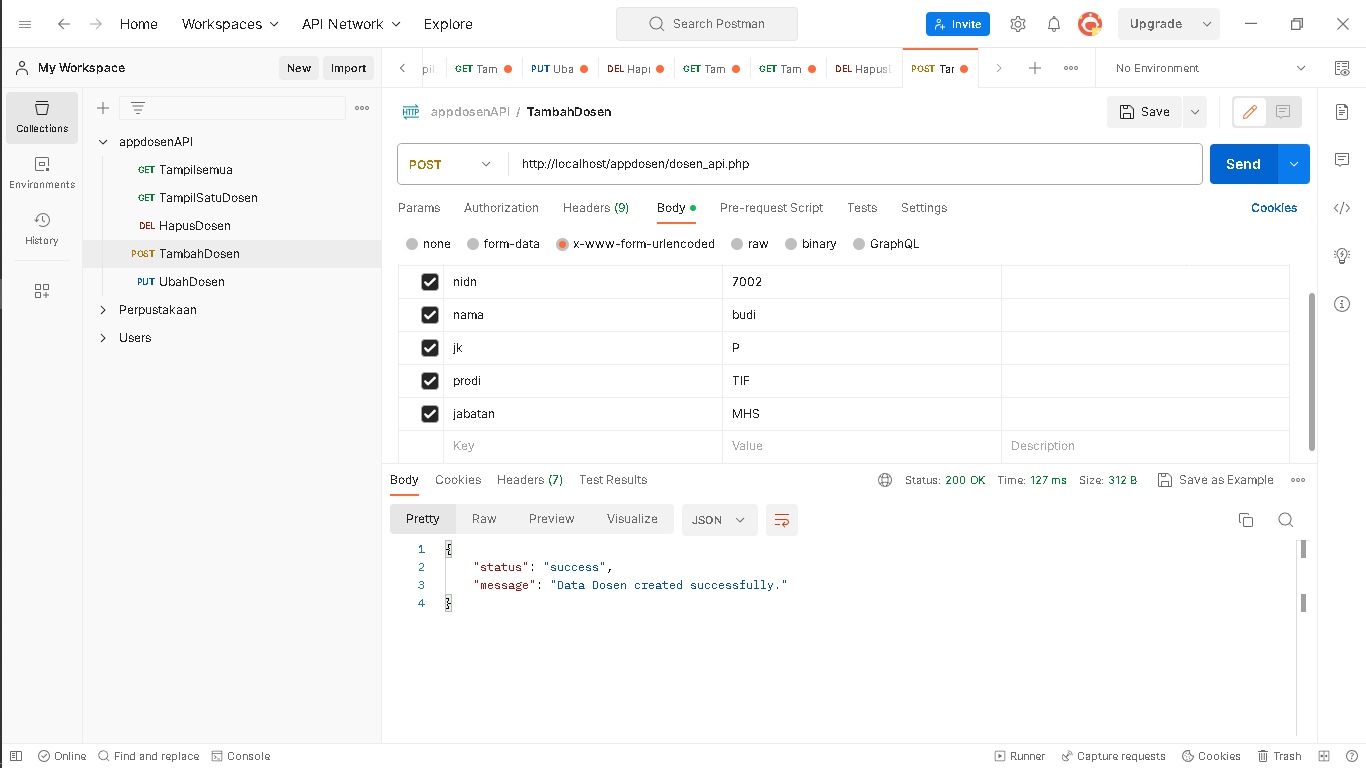 Home Workspaces API Network Explore Search Postman Invite Upgrade
My Workspace New Import
GET Tam PUT Uba DEL Hap GET Tam GET Tam DEL Hapus POST Tar No Environment
Collections
Environments
History
appdosenAPI
GET Tampilsemua
GET TampilSatuDosen
DEL HapusDosen
POST TambahDosen
PUT UbahDosen
Perpustakaan
Users
HTTP appdosenAPI / TambahDosen Save
POST http://localhost/appdosen/dosen_api.php Send
Params Authorization Headers (9) Body Pre-request Script Tests Settings Cookies
none form-data x-www-form-urlencoded raw binary GraphQL
nidn 7002
nama budi
jk P
prodi TIF
jabatan MHS
Key Value Description
Body Cookies Headers (7) Test Results Status: 200 OK Time: 127 ms Size: 312 B Save as Example
Pretty Raw Preview Visualize JSON
1 {
2 "status": "success",
3 "message": "Data Dosen created successfully."
4 }
Online Find and replace Console Runner Capture requests Cookies Trash